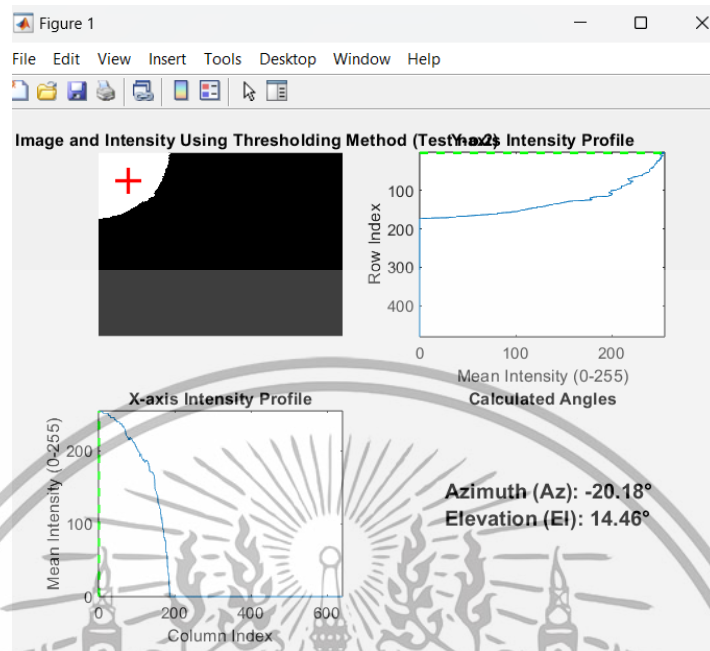 Figure 1
File Edit View Insert Tools Desktop Window Help
Image and Intensity Using Thresholding Method (Test no.2)
Y-axis Intensity Profile
Row Index
100
200
300
400
0 100 200
Mean Intensity (0-255)
X-axis Intensity Profile
Mean Intensity (0-255)
200
100
0
0 200 400 600
Column Index
Calculated Angles
Azimuth (Az): -20.18°
Elevation (El): 14.46°